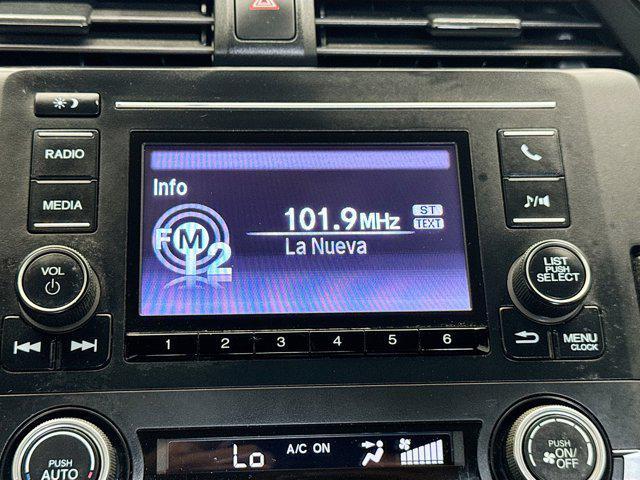 RADIO
MEDIA
VOL
Info
FM
12
101.9MHz
ST
TEXT
La Nueva
LIST
PUSH
SELECT
1 2 3 4 5 6
MENU
CLOCK
PUSH
AUTO
Lo
A/C ON
PUSH
ON/
OFF